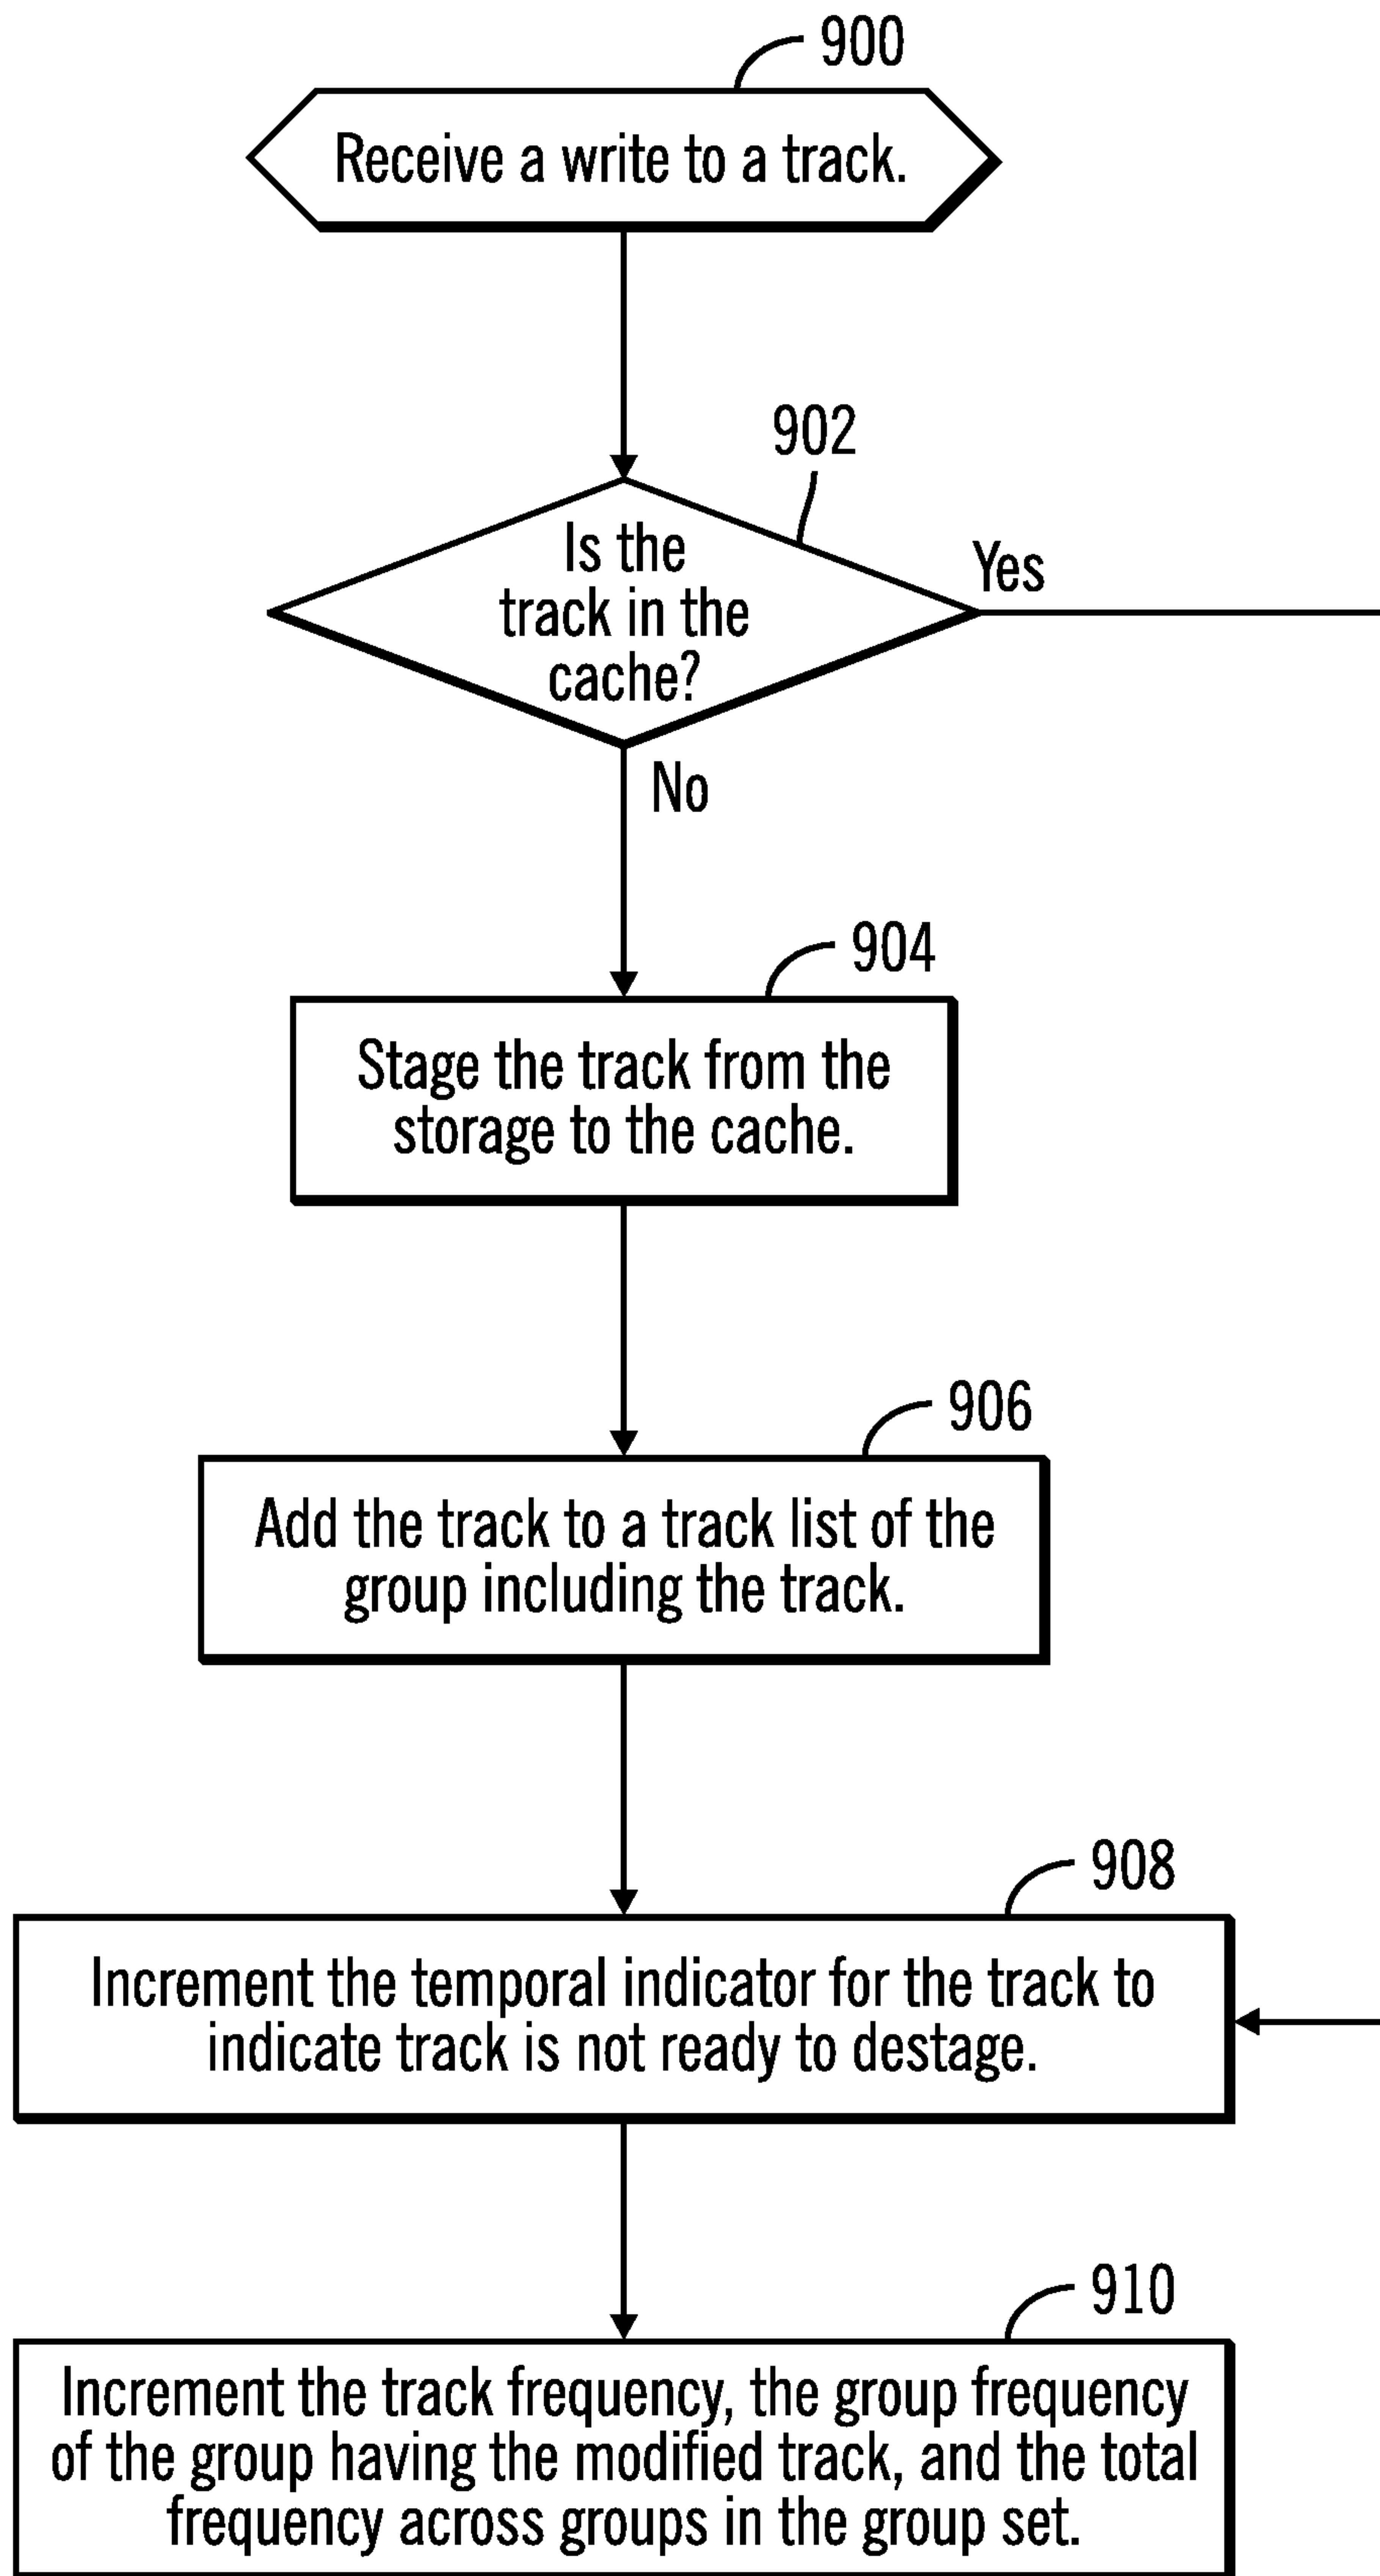 900
Receive a write to a track.
902
Is the
track in the
cache?
Yes
No
904
Stage the track from the
storage to the cache.
906
Add the track to a track list of the
group including the track.
908
Increment the temporal indicator for the track to
indicate track is not ready to destage.
910
Increment the track frequency, the group frequency
of the group having the modified track, and the total
frequency across groups in the group set.